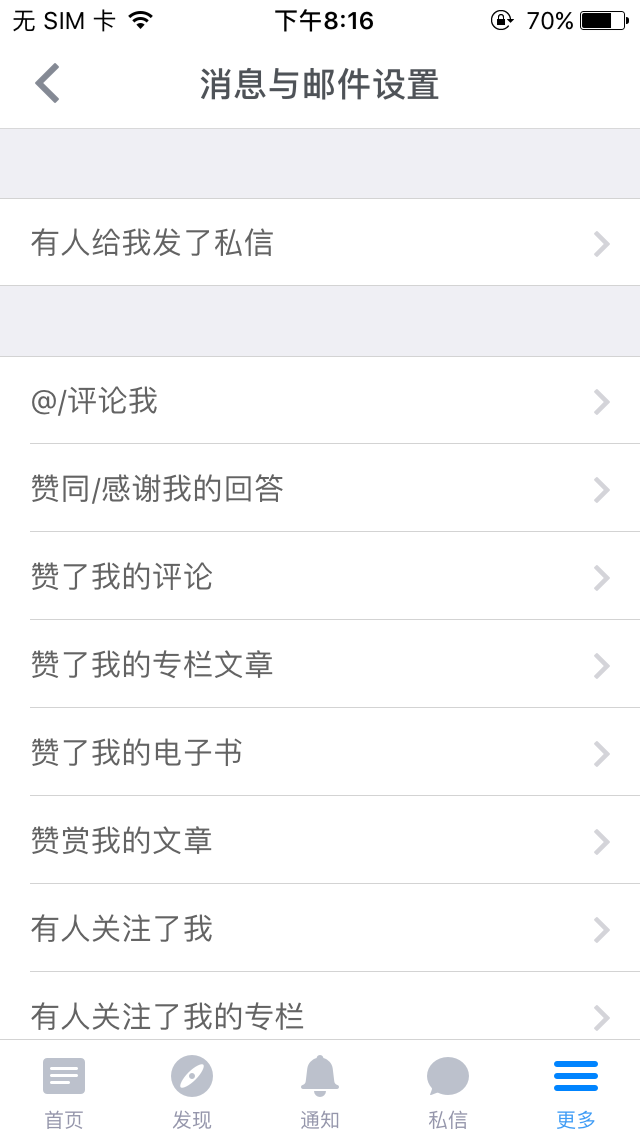 无 SIM 卡 下午8:16 70%
消息与邮件设置
有人给我发了私信
@/评论我
赞同/感谢我的回答
赞了我的评论
赞了我的专栏文章
赞了我的电子书
赞赏我的文章
有人关注了我
有人关注了我的专栏
首页 发现 通知 私信 更多